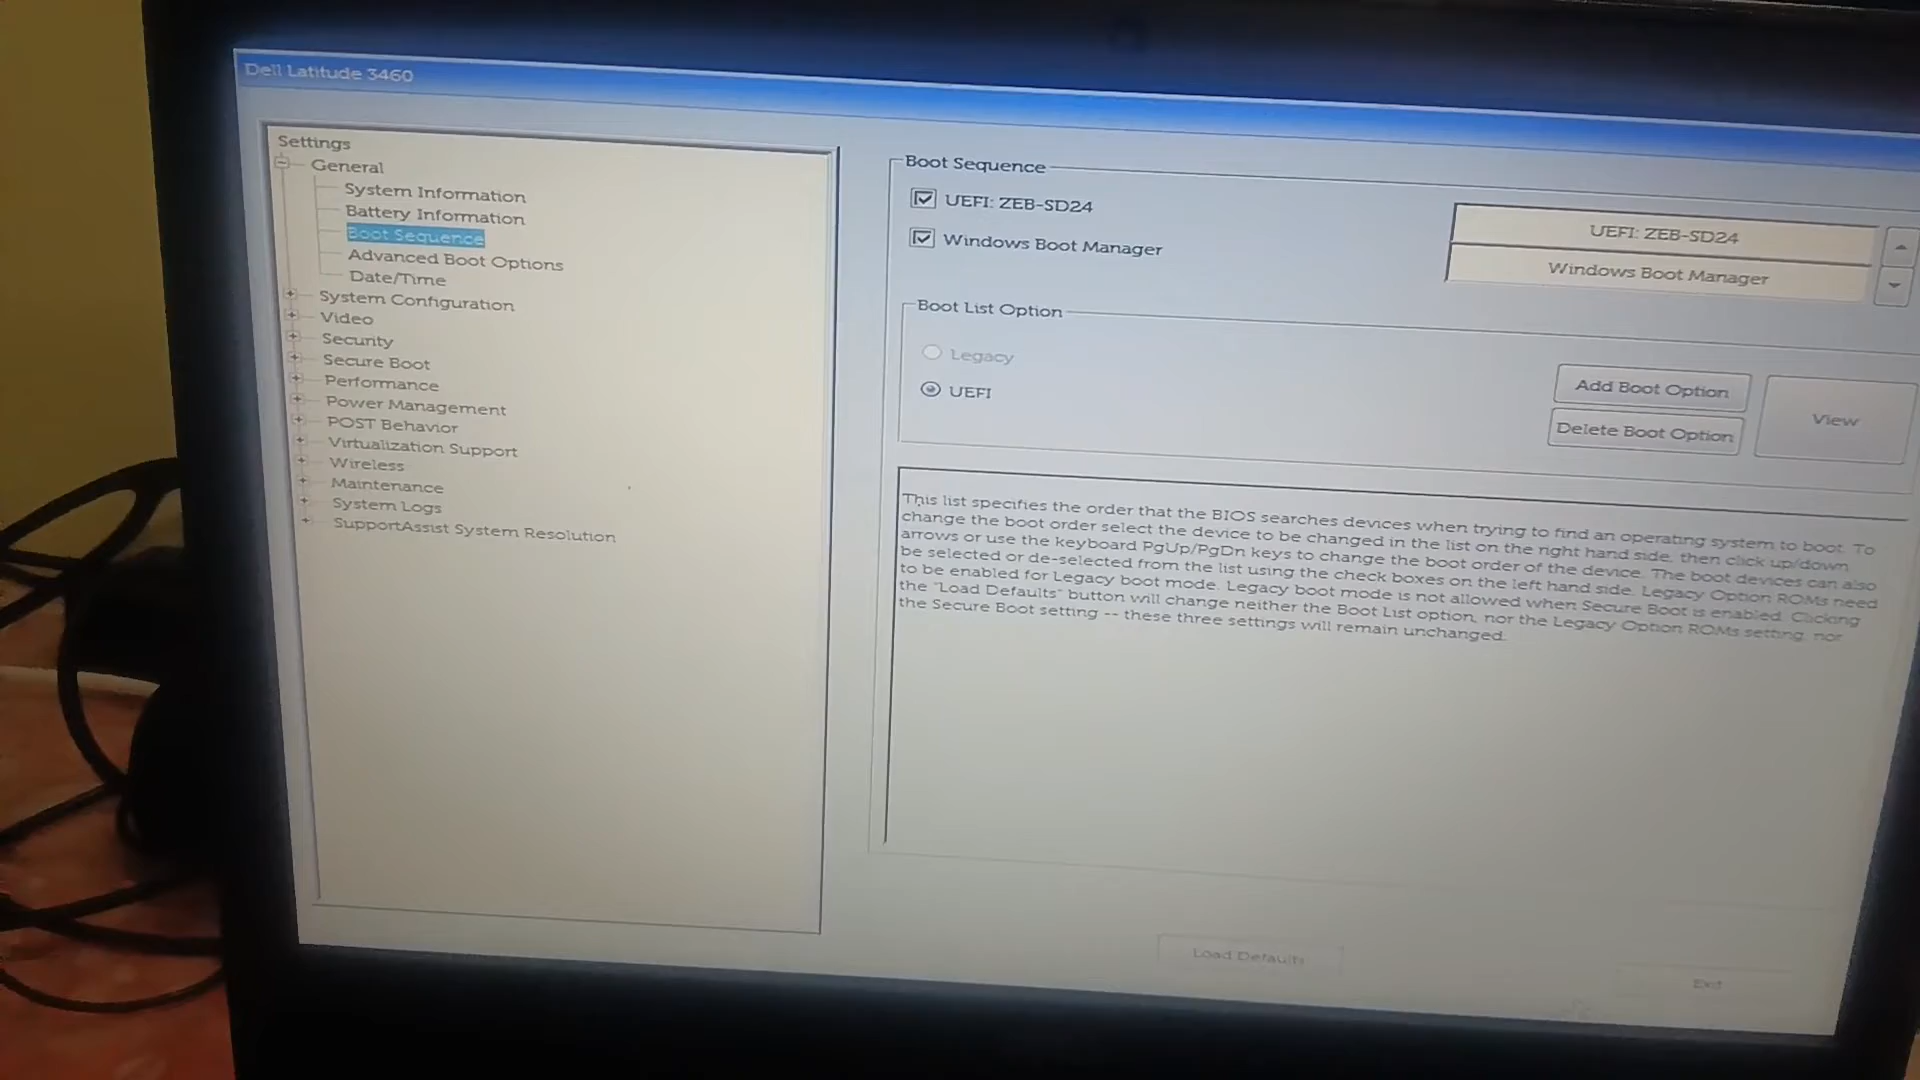 Dell Latitude 3460
Settings
General
System Information
Battery Information
Boot Sequence
Advanced Boot Options
Date/Time
System Configuration
Video
Security
Secure Boot
Performance
Power Management
POST Behavior
Virtualization Support
Wireless
Maintenance
System Logs
SupportAssist System Resolution
Boot Sequence
UEFI: ZEB-SD24
Windows Boot Manager
UEFI: ZEB-SD24
Windows Boot Manager
Boot List Option
Legacy
UEFI
Add Boot Option
Delete Boot Option
View
This list specifies the order that the BIOS searches devices when trying to find an operating system to boot. To
change the boot order select the device to be changed in the list on the right hand side, then click up/down
arrows or use the keyboard PgUp/PgDn keys to change the boot order of the device. The boot devices can also
be selected or de-selected from the list using the check boxes on the left hand side. Legacy Option ROMs need
to be enabled for Legacy boot mode. Legacy boot mode is not allowed when Secure Boot is enabled. Clicking
the "Load Defaults" button will change neither the Boot List option, nor the Legacy Option ROMs setting, nor
the Secure Boot setting -- these three settings will remain unchanged.
Load Defaults
Exit